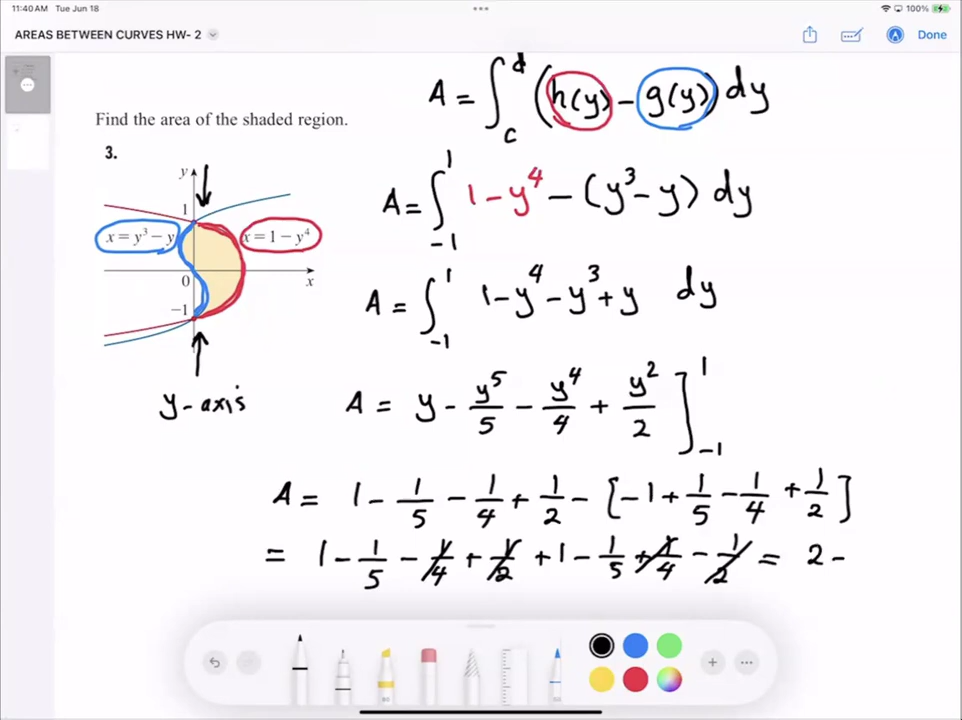 11:40AM Tue Jun 18
100%
AREAS BETWEEN CURVES HW- 2
Done
A = ∫_c^d (h(y) - g(y)) dy
Find the area of the shaded region.
3.
y
1
x = y³ − y
x = 1 − y⁴
0
x
−1
y-axis
A = ∫_{-1}^{1} 1 - y⁴ - (y³ - y) dy
A = ∫_{-1}^{1} 1 - y⁴ - y³ + y dy
A = y - y⁵/5 - y⁴/4 + y²/2 ]_{-1}^{1}
A = 1 - 1/5 - 1/4 + 1/2 - [-1 + 1/5 - 1/4 + 1/2]
= 1 - 1/5 - 1/4 + 1/2 + 1 - 1/5 + 1/4 - 1/2 = 2 -